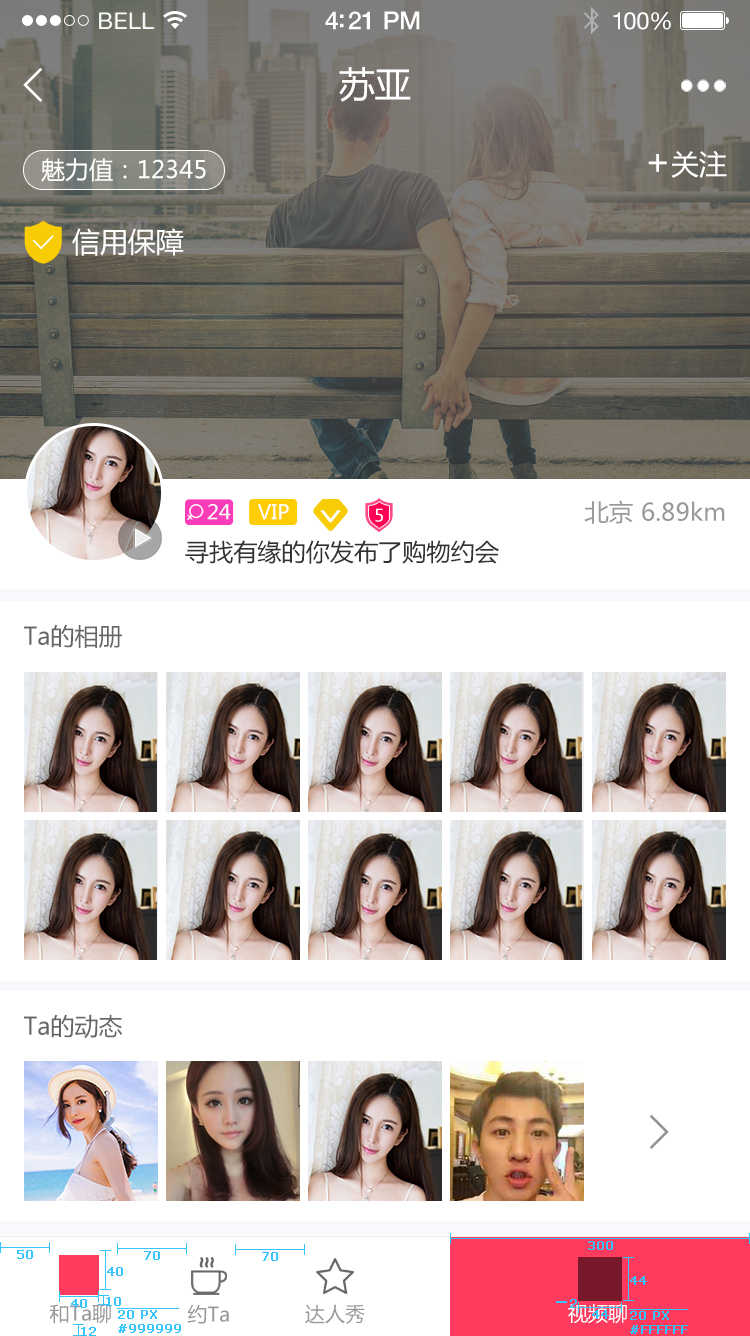 BELL 4:21 PM 100%
苏亚
魅力值：12345
+关注
信用保障
24 VIP 5 北京 6.89km
寻找有缘的你发布了购物约会
Ta的相册
Ta的动态
50 70 70 300
40 44
40 10
和Ta聊 约Ta 达人秀 视频聊
20 PX 20 PX
12 #999999 #FFFFFF